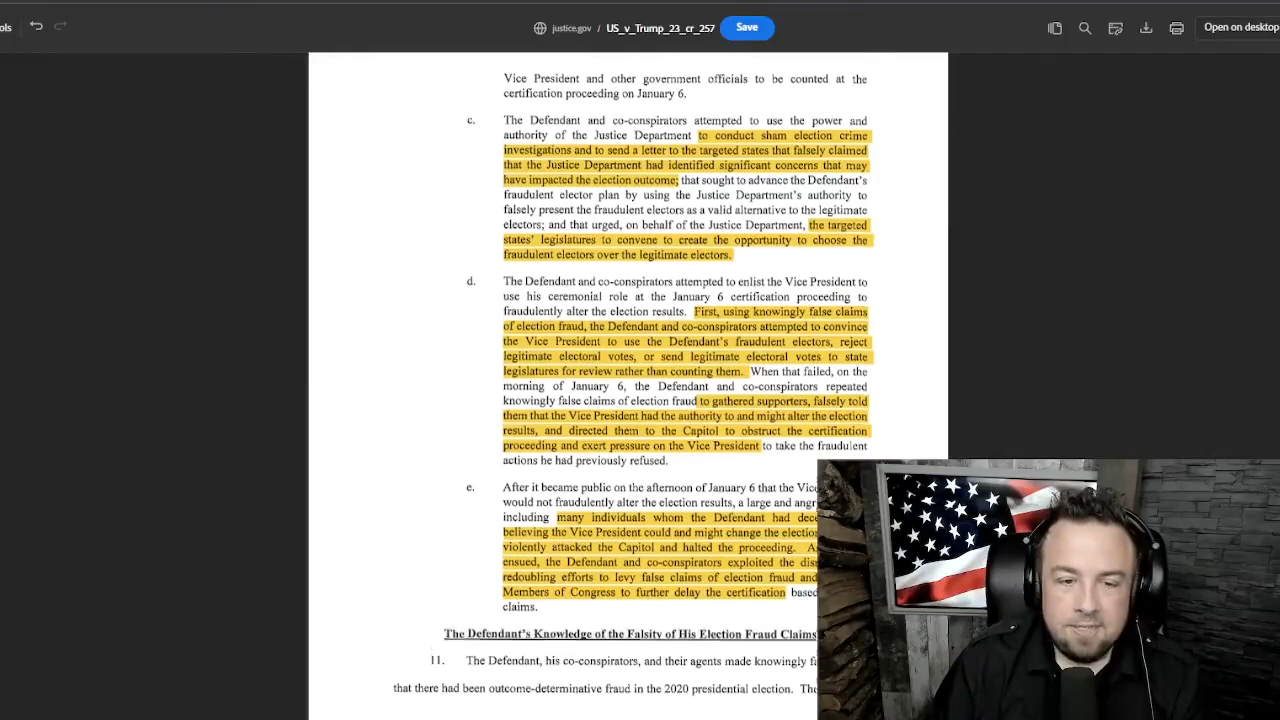 ols
justice.gov / US_v_Trump_23_cr_257 Save
Open on desktop
Vice President and other government officials to be counted at the
certification proceeding on January 6.
c. The Defendant and co-conspirators attempted to use the power and
authority of the Justice Department to conduct sham election crime
investigations and to send a letter to the targeted states that falsely claimed
that the Justice Department had identified significant concerns that may
have impacted the election outcome; that sought to advance the Defendant's
fraudulent elector plan by using the Justice Department's authority to
falsely present the fraudulent electors as a valid alternative to the legitimate
electors; and that urged, on behalf of the Justice Department, the targeted
states' legislatures to convene to create the opportunity to choose the
fraudulent electors over the legitimate electors.
d. The Defendant and co-conspirators attempted to enlist the Vice President to
use his ceremonial role at the January 6 certification proceeding to
fraudulently alter the election results. First, using knowingly false claims
of election fraud, the Defendant and co-conspirators attempted to convince
the Vice President to use the Defendant's fraudulent electors, reject
legitimate electoral votes, or send legitimate electoral votes to state
legislatures for review rather than counting them. When that failed, on the
morning of January 6, the Defendant and co-conspirators repeated
knowingly false claims of election fraud to gathered supporters, falsely told
them that the Vice President had the authority to and might alter the election
results, and directed them to the Capitol to obstruct the certification
proceeding and exert pressure on the Vice President to take the fraudulent
actions he had previously refused.
e. After it became public on the afternoon of January 6 that the Vic
would not fraudulently alter the election results, a large and angr
including many individuals whom the Defendant had dece
believing the Vice President could and might change the election
violently attacked the Capitol and halted the proceeding. A
ensued, the Defendant and co-conspirators exploited the dis
redoubling efforts to levy false claims of election fraud and
Members of Congress to further delay the certification based
claims.
The Defendant's Knowledge of the Falsity of His Election Fraud Claims
11. The Defendant, his co-conspirators, and their agents made knowingly fa
that there had been outcome-determinative fraud in the 2020 presidential election. The